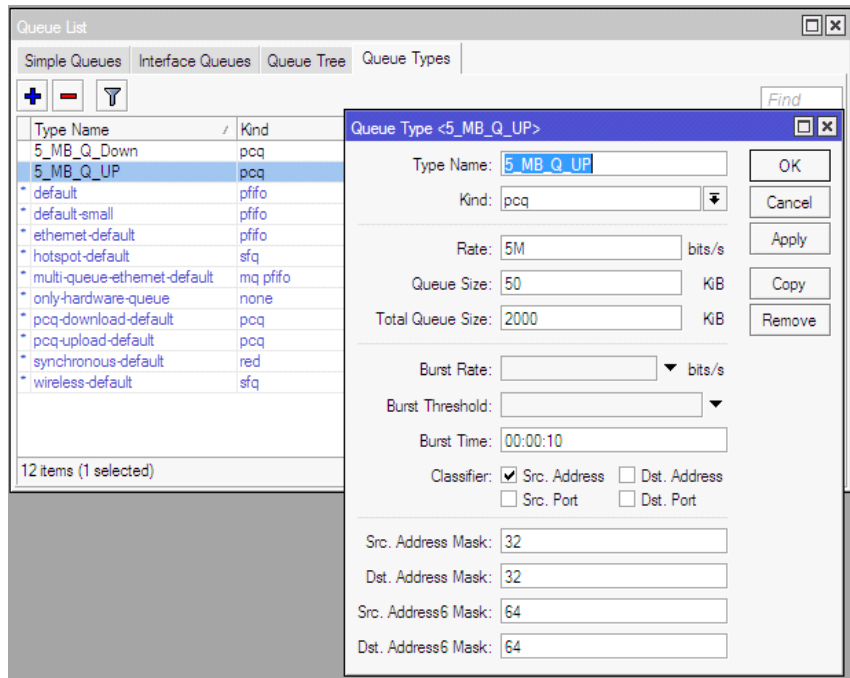 Queue List
Simple Queues Interface Queues Queue Tree Queue Types
Find
Type Name / Kind
5_MB_Q_Down pcq
5_MB_Q_UP pcq
* default pfifo
* default-small pfifo
* ethernet-default pfifo
* hotspot-default sfq
* multi-queue-ethernet-default mq pfifo
* only-hardware-queue none
* pcq-download-default pcq
* pcq-upload-default pcq
* synchronous-default red
* wireless-default sfq
12 items (1 selected)
Queue Type <5_MB_Q_UP>
Type Name: 5_MB_Q_UP OK
Kind: pcq Cancel
Rate: 5M bits/s Apply
Queue Size: 50 KiB Copy
Total Queue Size: 2000 KiB Remove
Burst Rate: bits/s
Burst Threshold:
Burst Time: 00:00:10
Classifier: Src. Address Dst. Address
Src. Port Dst. Port
Src. Address Mask: 32
Dst. Address Mask: 32
Src. Address6 Mask: 64
Dst. Address6 Mask: 64